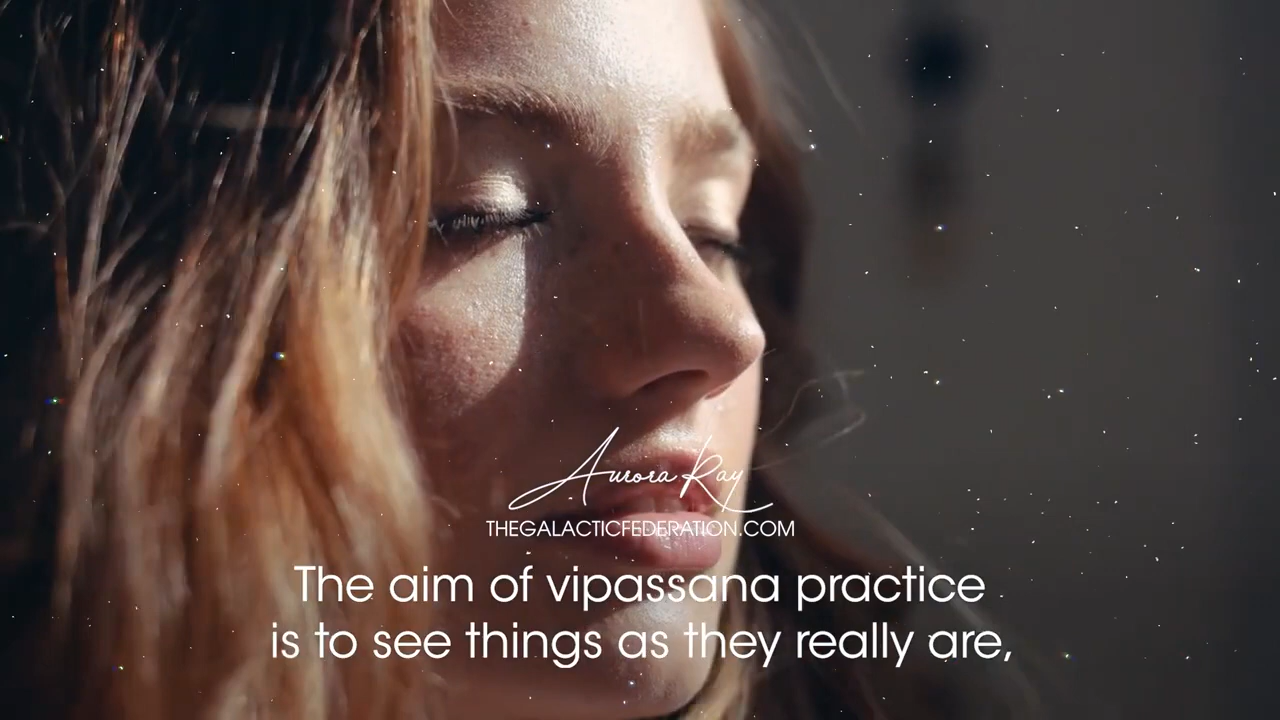 Aurora Ray
THEGALACTICFEDERATION.COM
The aim of vipassana practice
is to see things as they really are,